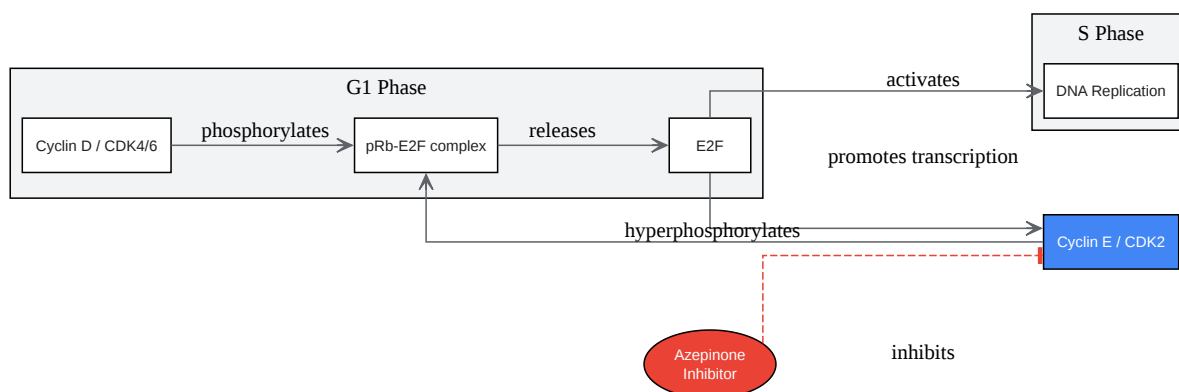 S Phase
G1 Phase
activates
DNA Replication
phosphorylates
releases
Cyclin D / CDK4/6
pRb-E2F complex
E2F
promotes transcription
hyperphosphorylates
Cyclin E / CDK2
Azepinone
Inhibitor
inhibits